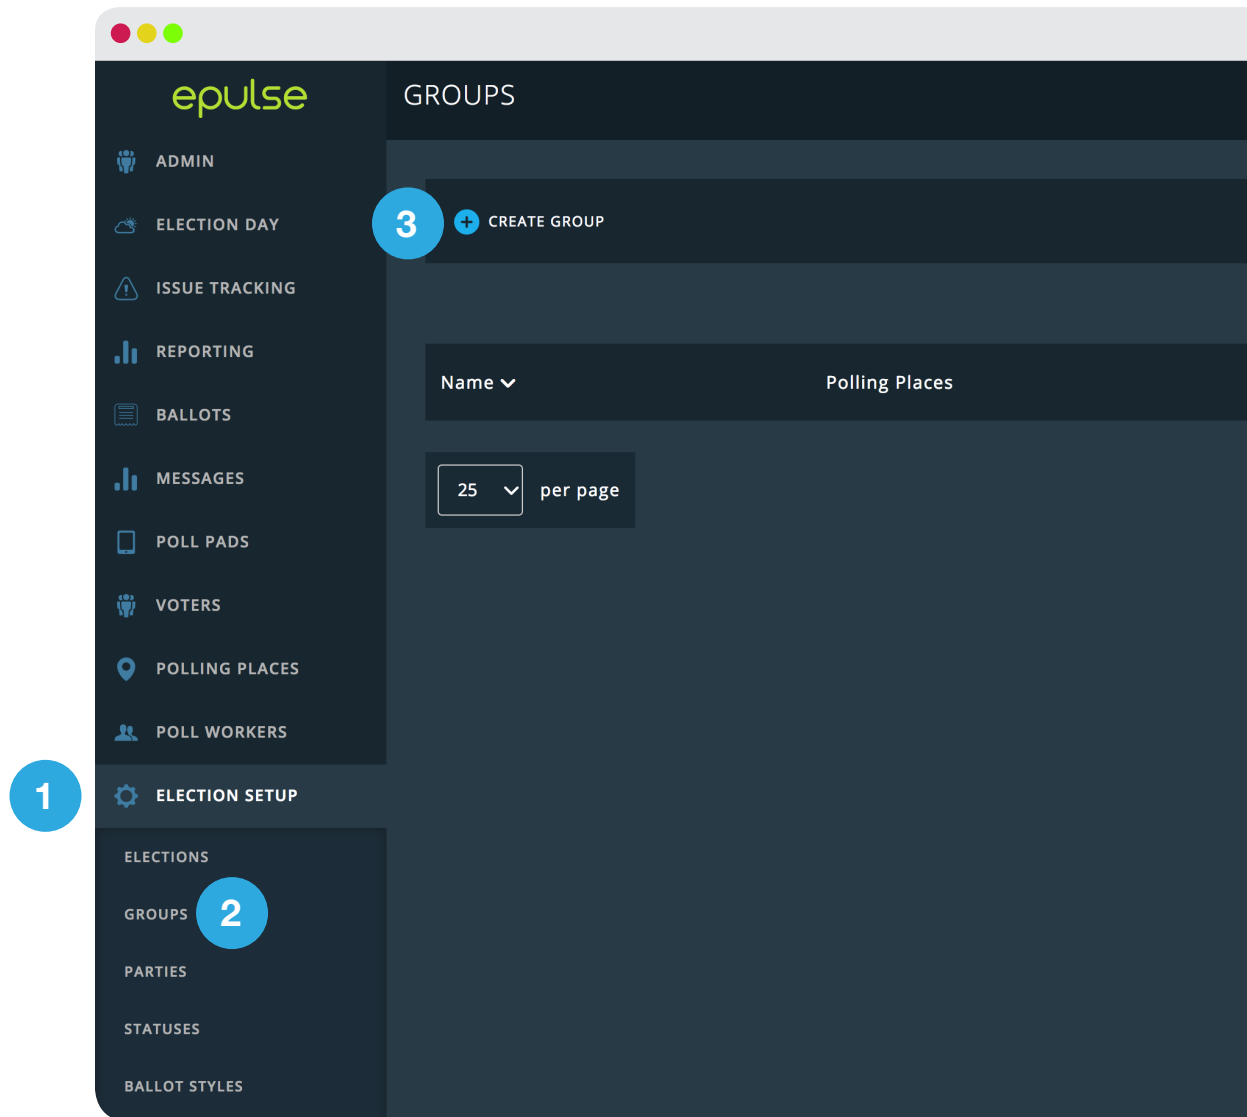 epulse
GROUPS
ADMIN
ELECTION DAY
3
CREATE GROUP
ISSUE TRACKING
REPORTING
Name
Polling Places
BALLOTS
MESSAGES
25
per page
POLL PADS
VOTERS
POLLING PLACES
POLL WORKERS
1
ELECTION SETUP
ELECTIONS
GROUPS
2
PARTIES
STATUSES
BALLOT STYLES